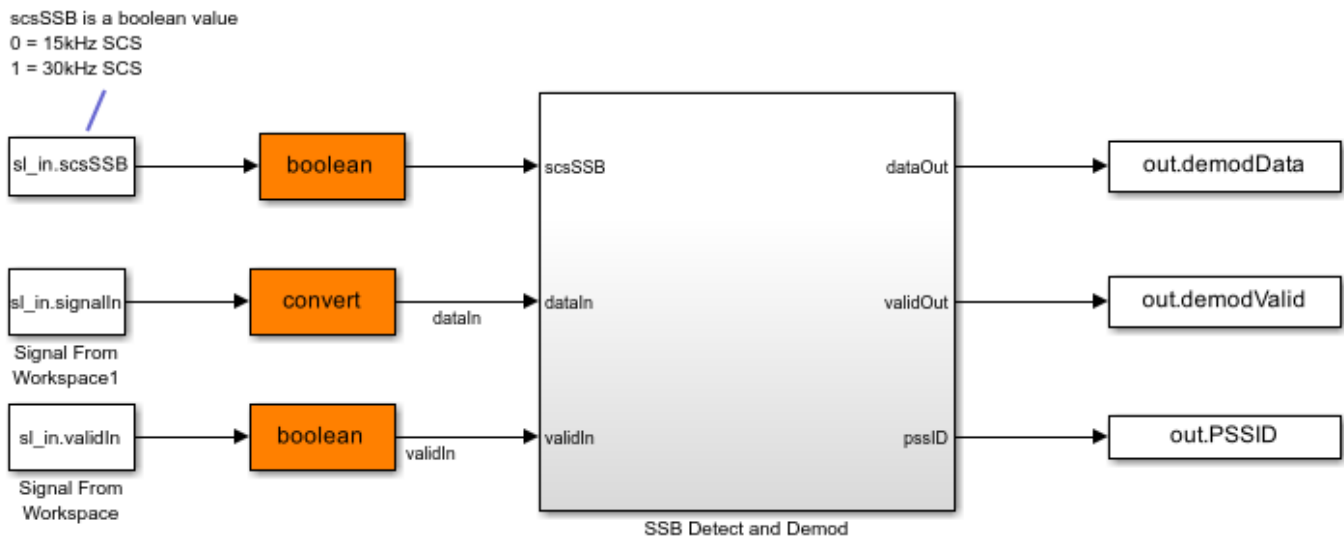 scsSSB is a boolean value
0 = 15kHz SCS
1 = 30kHz SCS
sl_in.scsSSB
boolean
scsSSB
dataOut
out.demodData
sl_in.signalIn
convert
dataIn
dataIn
validOut
out.demodValid
Signal From
Workspace1
sl_in.validIn
boolean
validIn
validIn
pssID
out.PSSID
Signal From
Workspace
SSB Detect and Demod